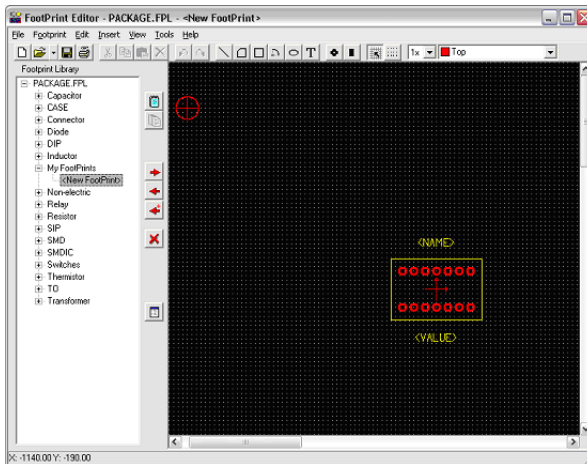 FootPrint Editor - PACKAGE.FPL - <New FootPrint>
File Footprint Edit Insert View Tools Help
T 1x Top
Footprint Library
PACKAGE.FPL
Capacitor
CASE
Connector
Diode
DIP
Inductor
My FootPrints
<New FootPrint>
Non-electric
Relay
Resistor
SIP
SMD
SMDIC
Switches
Thermistor
TO
Transformer
<NAME>
<VALUE>
X: -1140.00 Y: -190.00